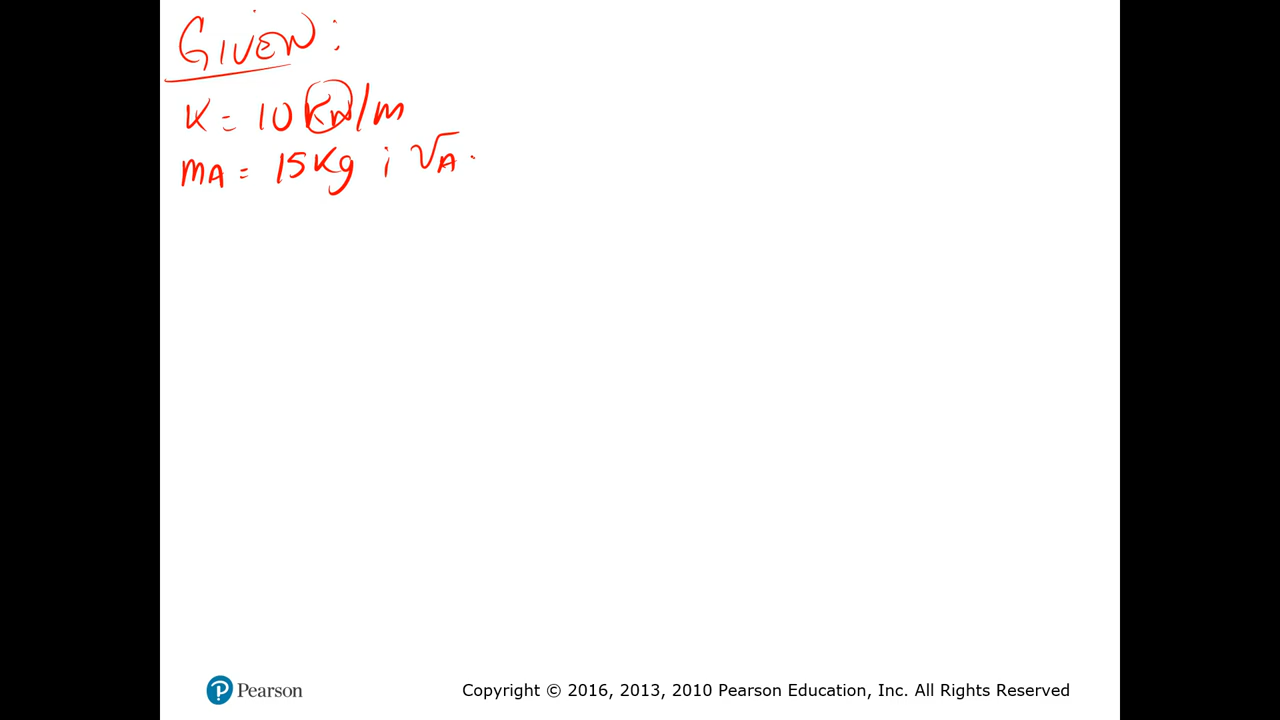 GIVEN:
K = 10 KN/m
mA = 15 Kg ; VA
Pearson
Copyright © 2016, 2013, 2010 Pearson Education, Inc. All Rights Reserved